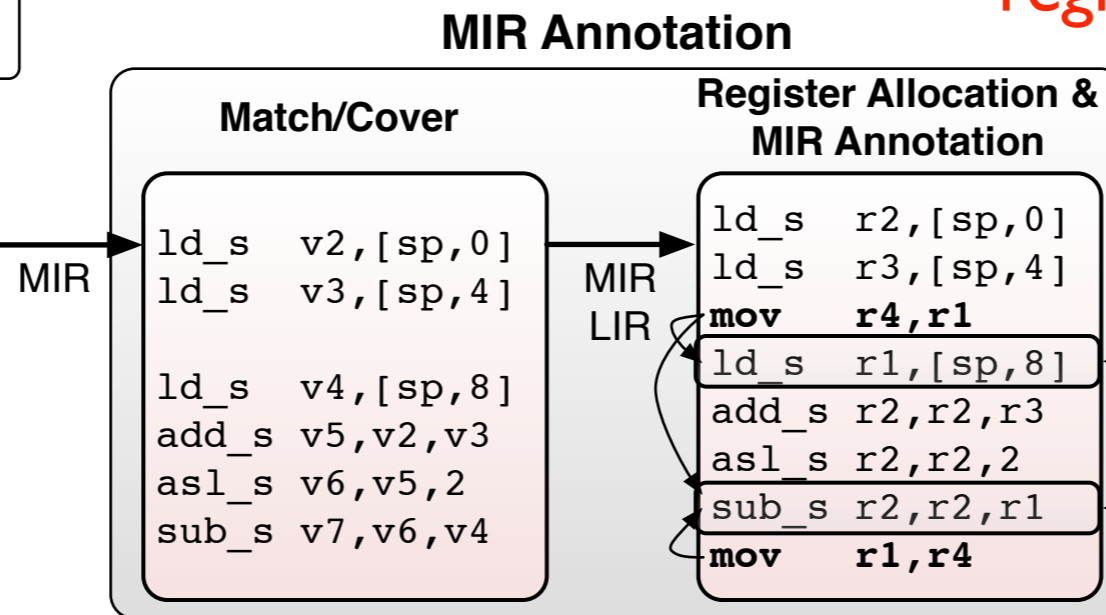 MIR Annotation
Match/Cover
Register Allocation &
MIR Annotation
MIR
ld_s v2,[sp,0]
ld_s v3,[sp,4]
ld_s v4,[sp,8]
add_s v5,v2,v3
asl_s v6,v5,2
sub_s v7,v6,v4
MIR
LIR
ld_s r2,[sp,0]
ld_s r3,[sp,4]
mov r4,r1
ld_s r1,[sp,8]
add_s r2,r2,r3
asl_s r2,r2,2
sub_s r2,r2,r1
mov r1,r4